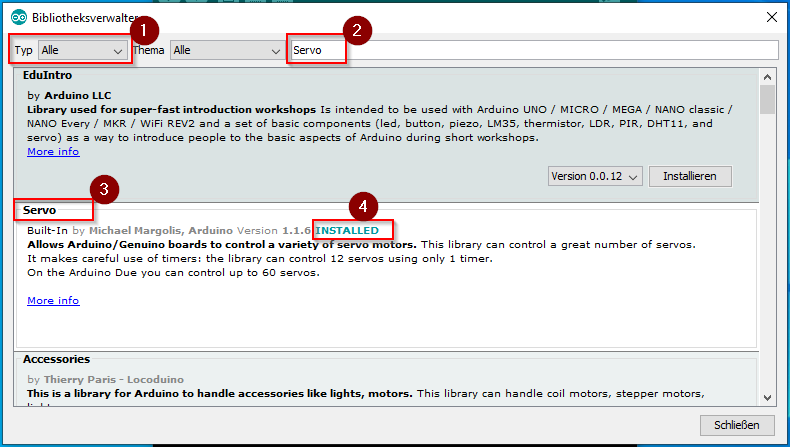 Bibliotheksverwalter
1
2
Typ Alle Thema Alle Servo
EduIntro
by Arduino LLC
Library used for super-fast introduction workshops Is intended to be used with Arduino UNO / MICRO / MEGA / NANO classic /
NANO Every / MKR / WiFi REV2 and a set of basic components (led, button, piezo, LM35, thermistor, LDR, PIR, DHT11, and
servo) as a way to introduce people to the basic aspects of Arduino during short workshops.
More info
Version 0.0.12 Installieren
3
4
Servo
Built-In by Michael Margolis, Arduino Version 1.1.6 INSTALLED
Allows Arduino/Genuino boards to control a variety of servo motors. This library can control a great number of servos.
It makes careful use of timers: the library can control 12 servos using only 1 timer.
On the Arduino Due you can control up to 60 servos.
More info
Accessories
by Thierry Paris - Locoduino
This is a library for Arduino to handle accessories like lights, motors. This library can handle coil motors, stepper motors,
Schließen